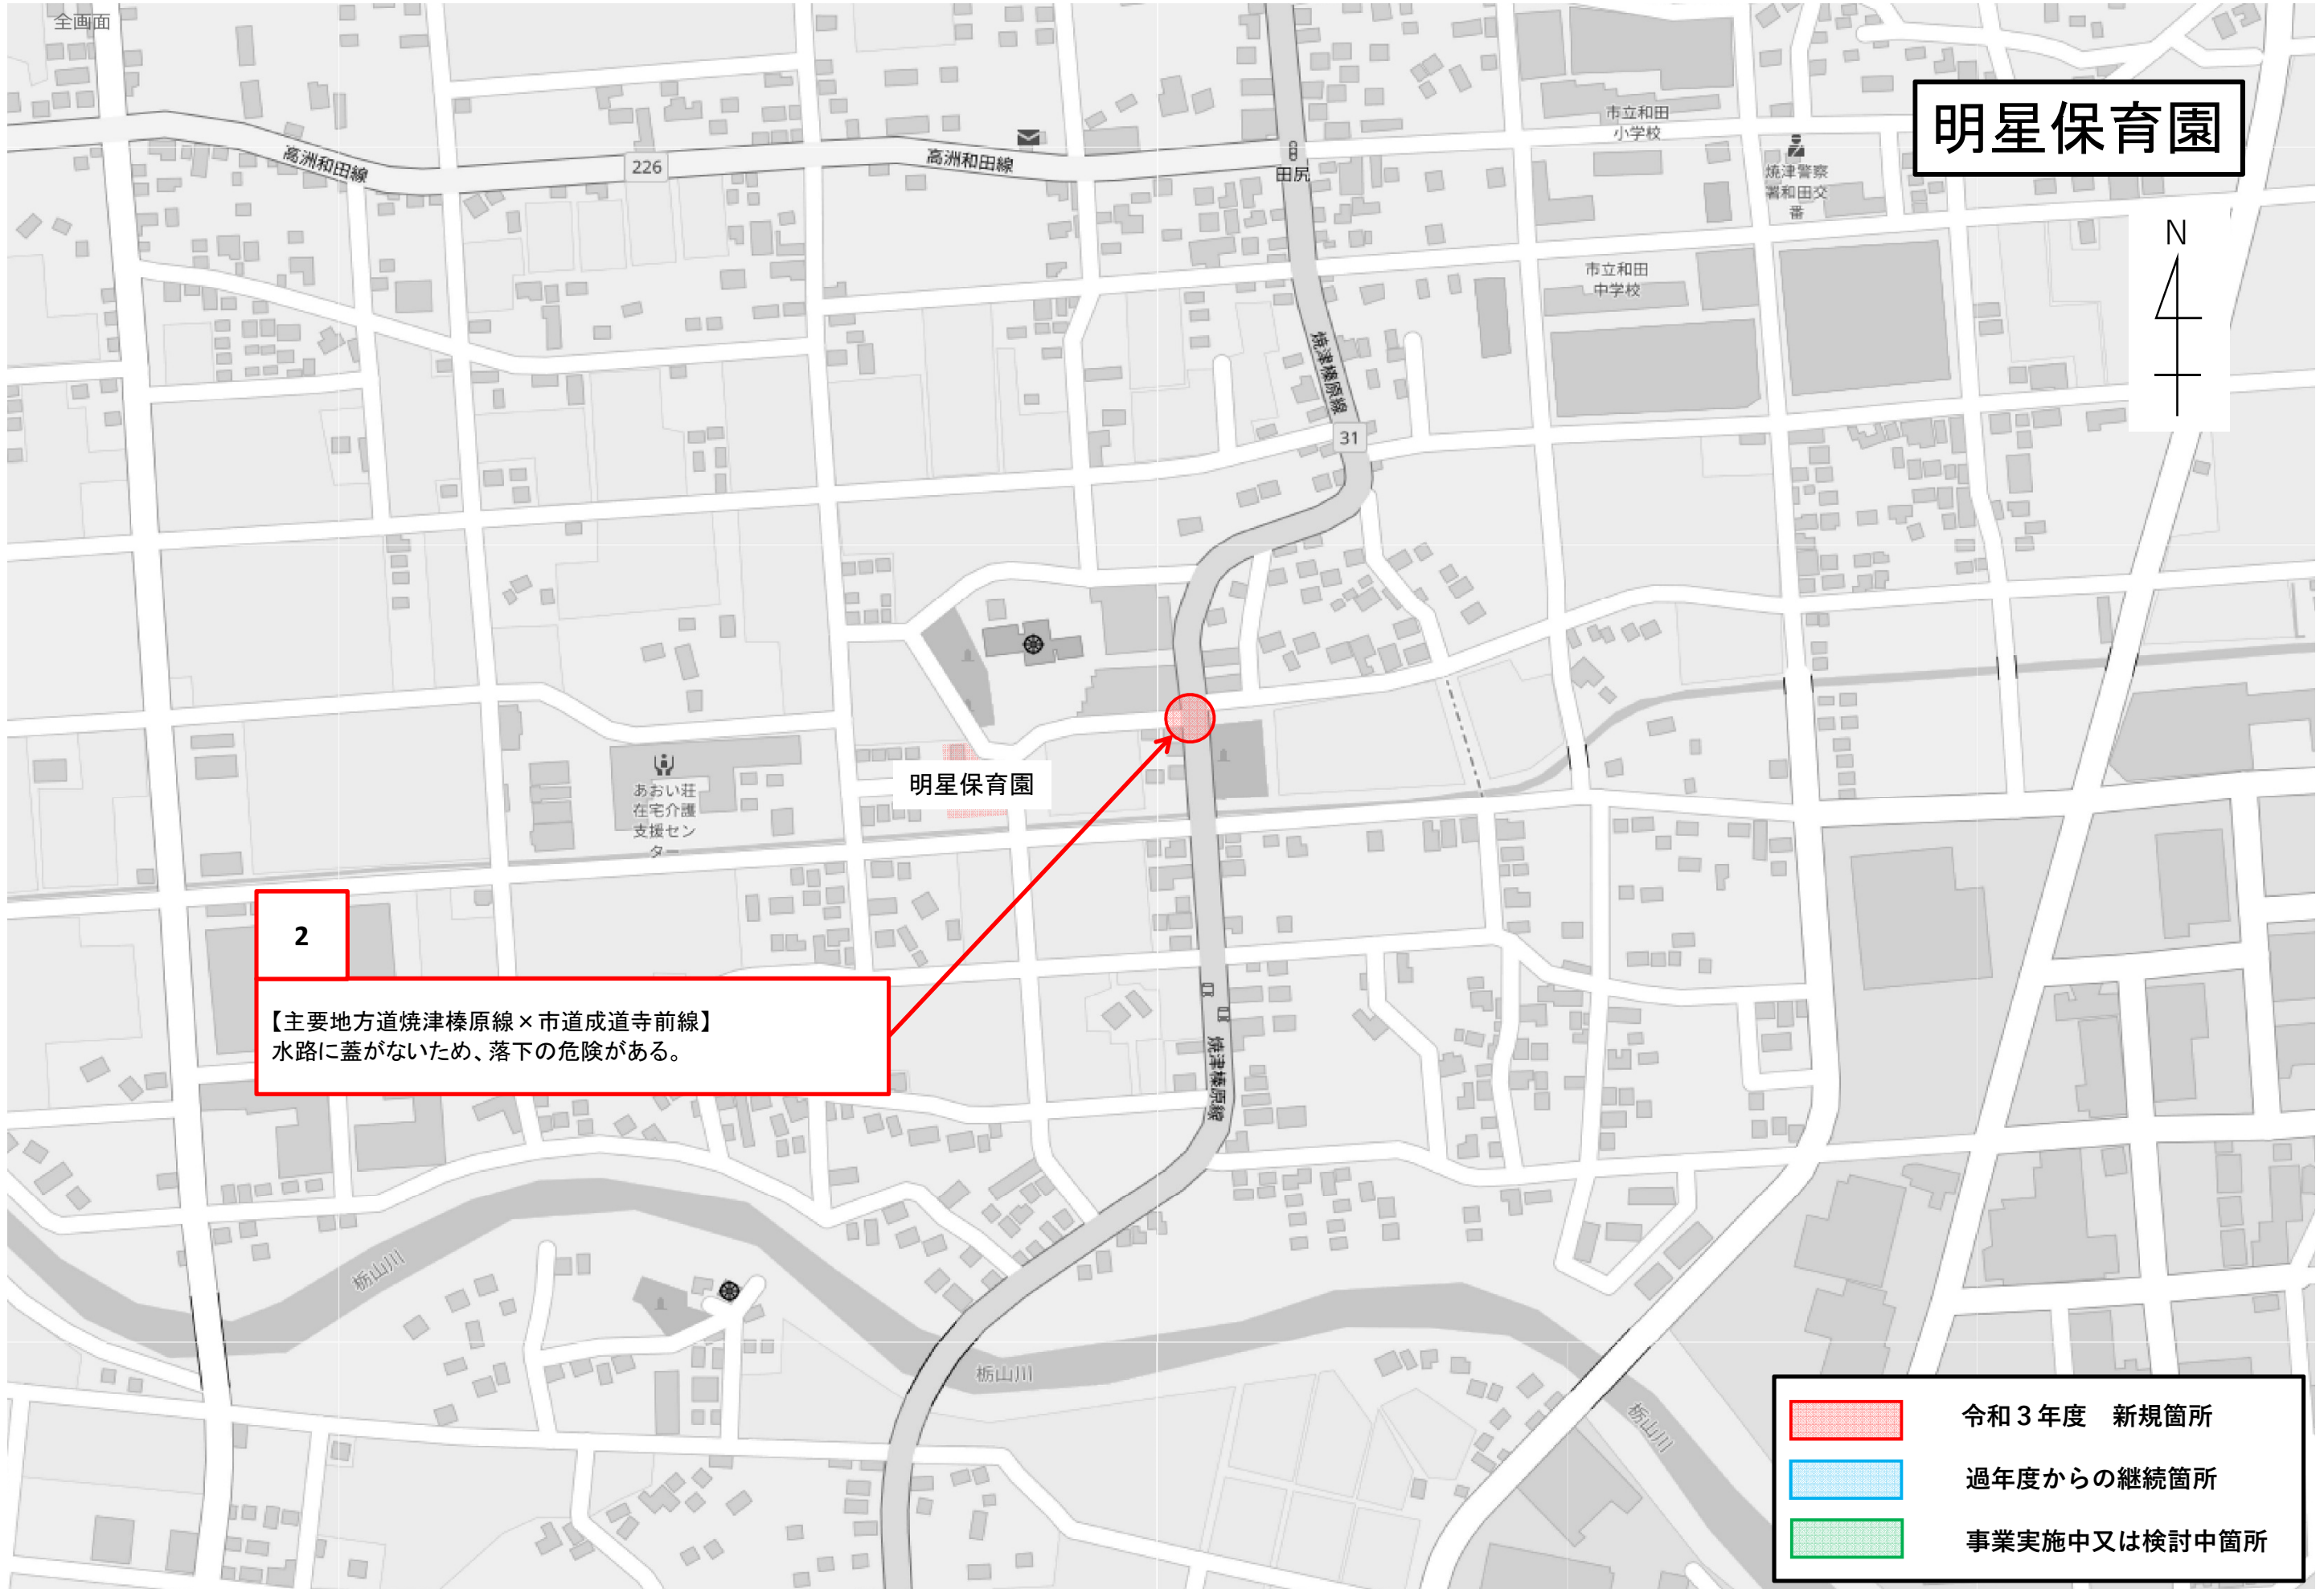 全画面
明星保育園
N
高洲和田線
226
高洲和田線
田尻
市立和田
小学校
焼津警察
署和田交
番
市立和田
中学校
焼津榛原線
31
明星保育園
あおい荘
在宅介護
支援セン
ター
2
【主要地方道焼津榛原線×市道成道寺前線】
水路に蓋がないため、落下の危険がある。
焼津榛原線
栃山川
栃山川
栃山川
令和３年度　新規箇所
過年度からの継続箇所
事業実施中又は検討中箇所